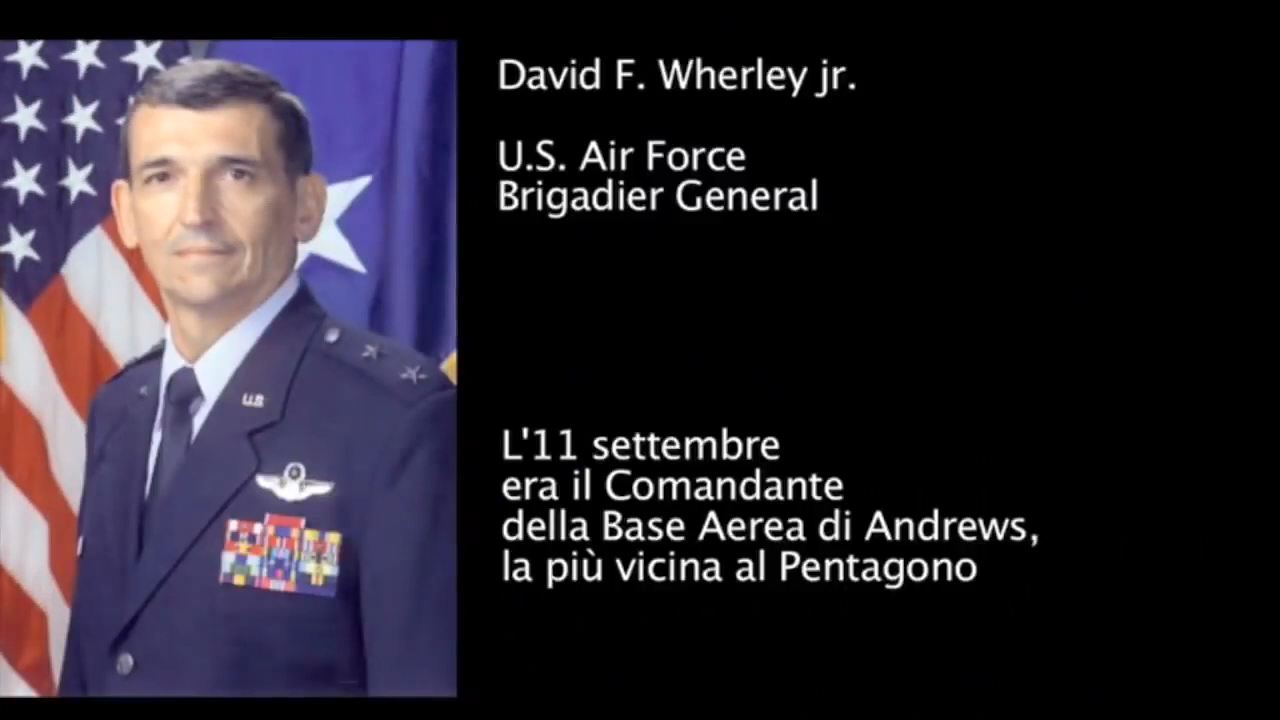 David F. Wherley jr.
U.S. Air Force
Brigadier General
U.S
L'11 settembre
era il Comandante
della Base Aerea di Andrews,
la più vicina al Pentagono